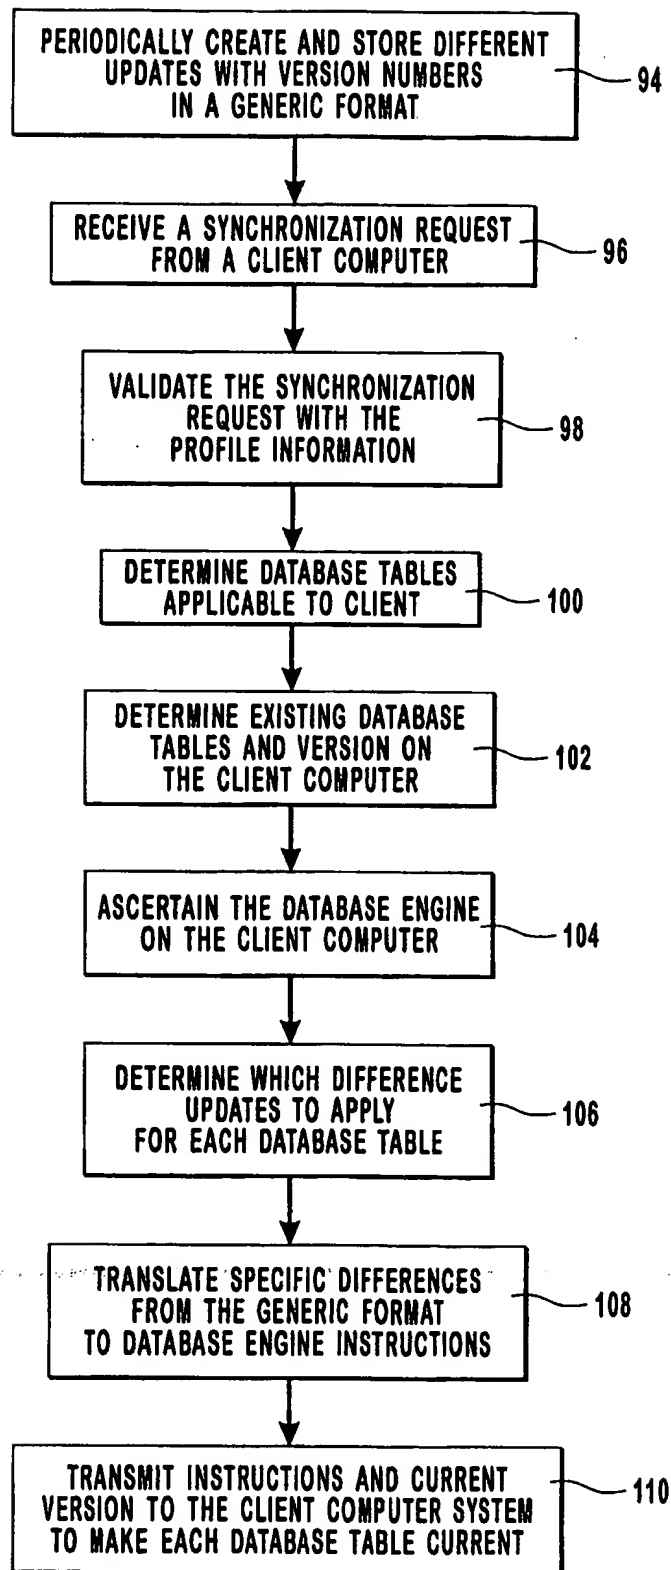 PERIODICALLY CREATE AND STORE DIFFERENT
UPDATES WITH VERSION NUMBERS
IN A GENERIC FORMAT
94
RECEIVE A SYNCHRONIZATION REQUEST
FROM A CLIENT COMPUTER
96
VALIDATE THE SYNCHRONIZATION
REQUEST WITH THE
PROFILE INFORMATION
98
DETERMINE DATABASE TABLES
APPLICABLE TO CLIENT
100
DETERMINE EXISTING DATABASE
TABLES AND VERSION ON
THE CLIENT COMPUTER
102
ASCERTAIN THE DATABASE ENGINE
ON THE CLIENT COMPUTER
104
DETERMINE WHICH DIFFERENCE
UPDATES TO APPLY
FOR EACH DATABASE TABLE
106
TRANSLATE SPECIFIC DIFFERENCES
FROM THE GENERIC FORMAT
TO DATABASE ENGINE INSTRUCTIONS
108
TRANSMIT INSTRUCTIONS AND CURRENT
VERSION TO THE CLIENT COMPUTER SYSTEM
TO MAKE EACH DATABASE TABLE CURRENT
110